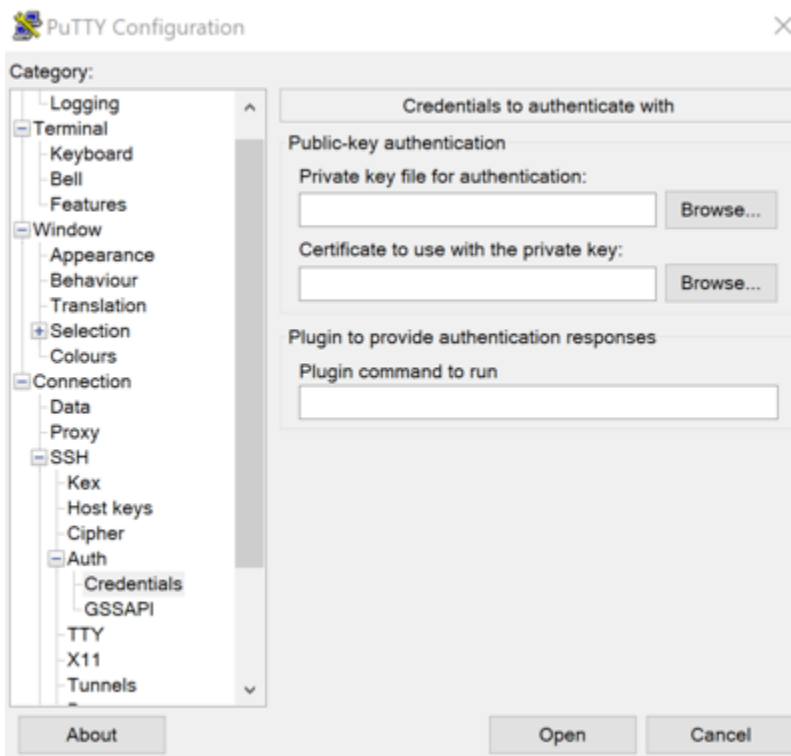 PuTTY Configuration
Category:
Logging
Terminal
Keyboard
Bell
Features
Window
Appearance
Behaviour
Translation
Selection
Colours
Connection
Data
Proxy
SSH
Kex
Host keys
Cipher
Auth
Credentials
GSSAPI
TTY
X11
Tunnels
Credentials to authenticate with
Public-key authentication
Private key file for authentication:
Browse...
Certificate to use with the private key:
Browse...
Plugin to provide authentication responses
Plugin command to run
About
Open
Cancel